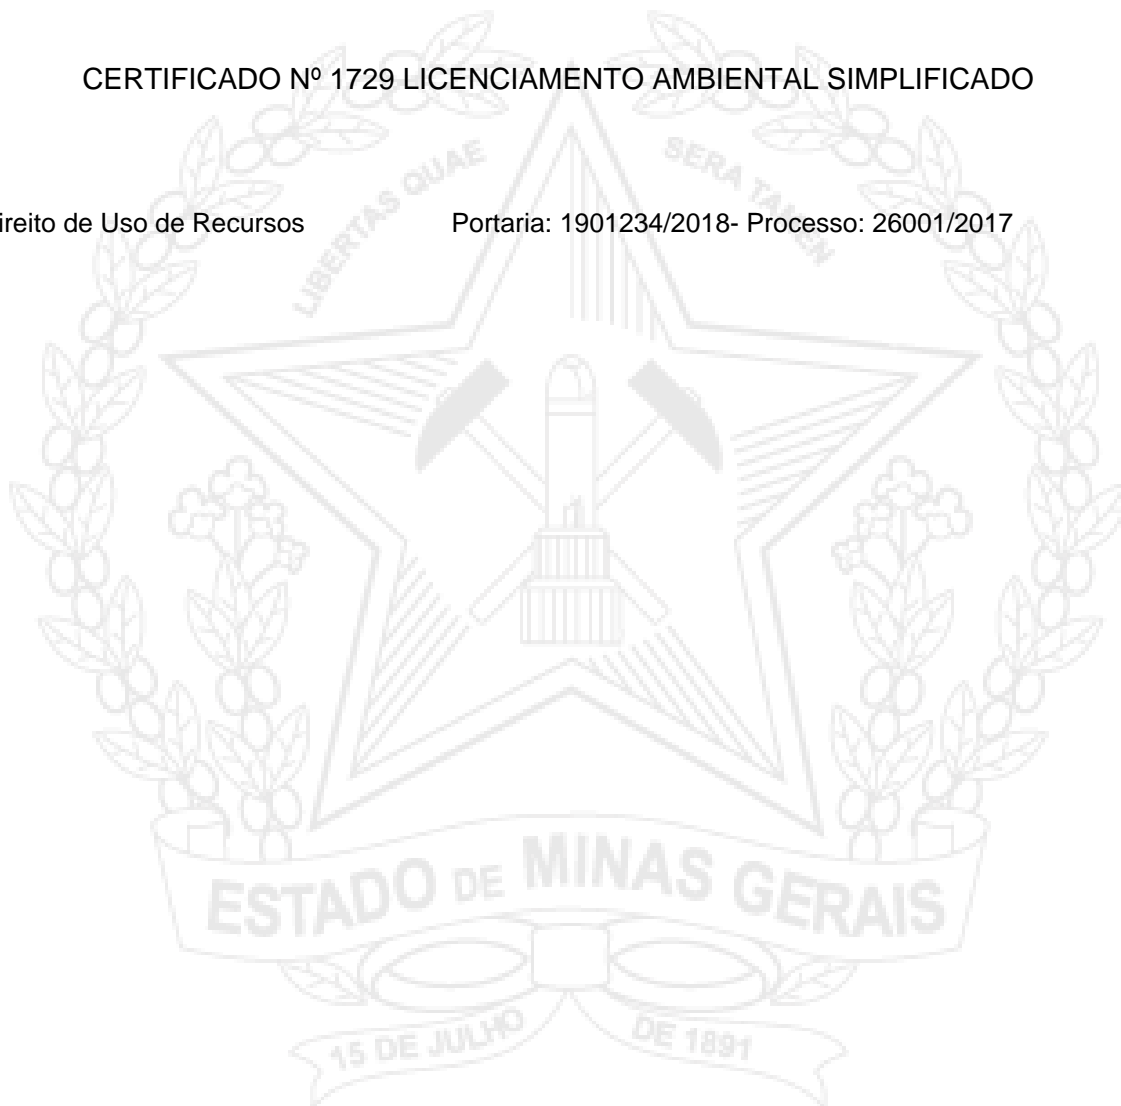 CERTIFICADO Nº 1729 LICENCIAMENTO AMBIENTAL SIMPLIFICADO
LIBERTAS QUAE SERA TAMEN
ireito de Uso de Recursos Portaria: 1901234/2018- Processo: 26001/2017
ESTADO DE MINAS GERAIS
15 DE JULHO DE 1891